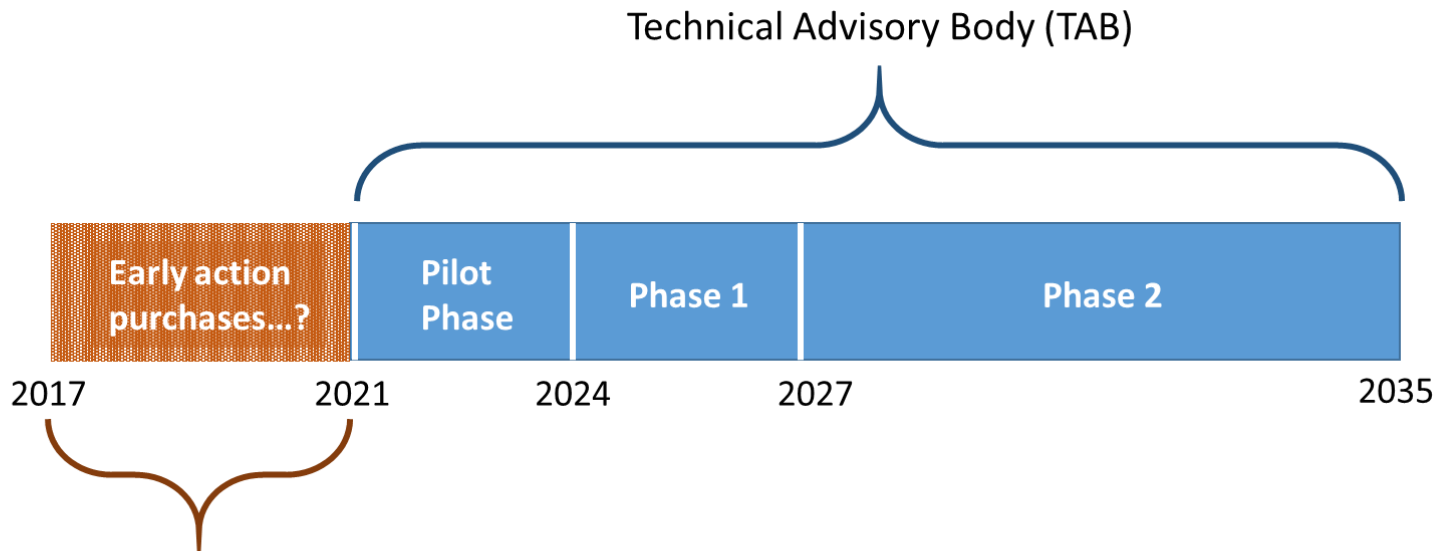 Technical Advisory Body (TAB)
Early action
purchases...?
Pilot
Phase
Phase 1
Phase 2
2017
2021
2024
2027
2035